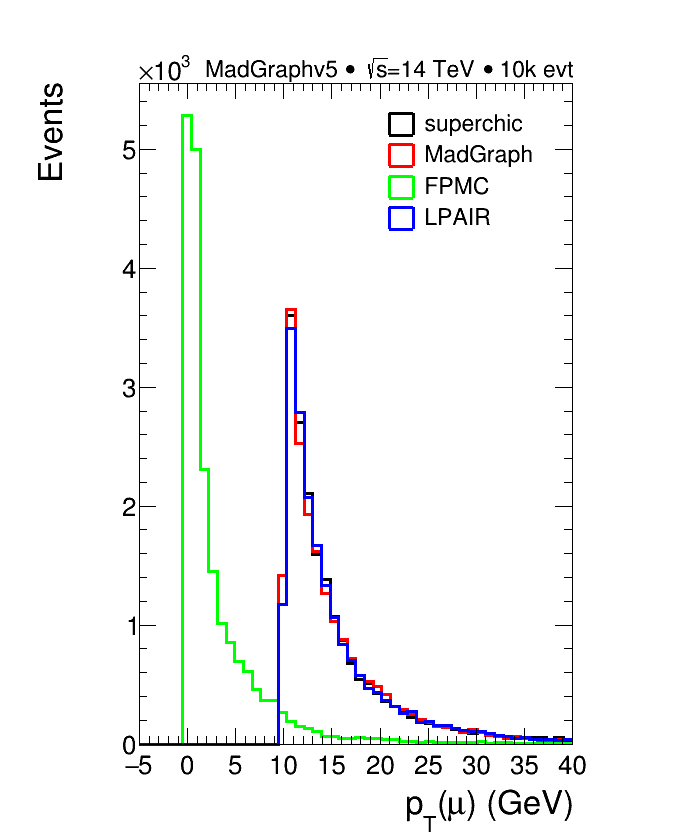 ×10³ MadGraphv5 • √s=14 TeV • 10k evt
Events
superchic
MadGraph
FPMC
LPAIR
5
4
3
2
1
0
−5 0 5 10 15 20 25 30 35 40
p_T(μ) (GeV)